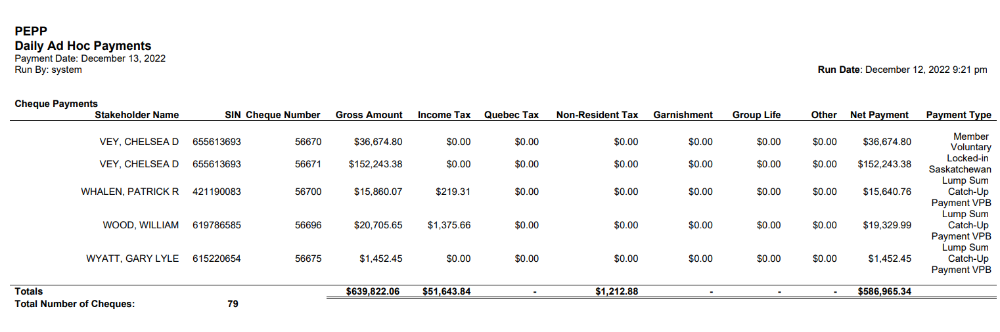 PEPP
Daily Ad Hoc Payments
Payment Date: December 13, 2022
Run By: system
Run Date: December 12, 2022 9:21 pm
Cheque Payments
Stakeholder Name SIN Cheque Number Gross Amount Income Tax Quebec Tax Non-Resident Tax Garnishment Group Life Other Net Payment Payment Type
VEY, CHELSEA D 655613693 56670 $36,674.80 $0.00 $0.00 $0.00 $0.00 $0.00 $0.00 $36,674.80 Member
Voluntary
VEY, CHELSEA D 655613693 56671 $152,243.38 $0.00 $0.00 $0.00 $0.00 $0.00 $0.00 $152,243.38 Locked-in
Saskatchewan
Lump Sum
WHALEN, PATRICK R 421190083 56700 $15,860.07 $219.31 $0.00 $0.00 $0.00 $0.00 $0.00 $15,640.76 Catch-Up
Payment VPB
Lump Sum
WOOD, WILLIAM 619786585 56696 $20,705.65 $1,375.66 $0.00 $0.00 $0.00 $0.00 $0.00 $19,329.99 Catch-Up
Payment VPB
Lump Sum
WYATT, GARY LYLE 615220654 56675 $1,452.45 $0.00 $0.00 $0.00 $0.00 $0.00 $0.00 $1,452.45 Catch-Up
Payment VPB
Totals $639,822.06 $51,643.84 - $1,212.88 - - - $586,965.34
Total Number of Cheques: 79